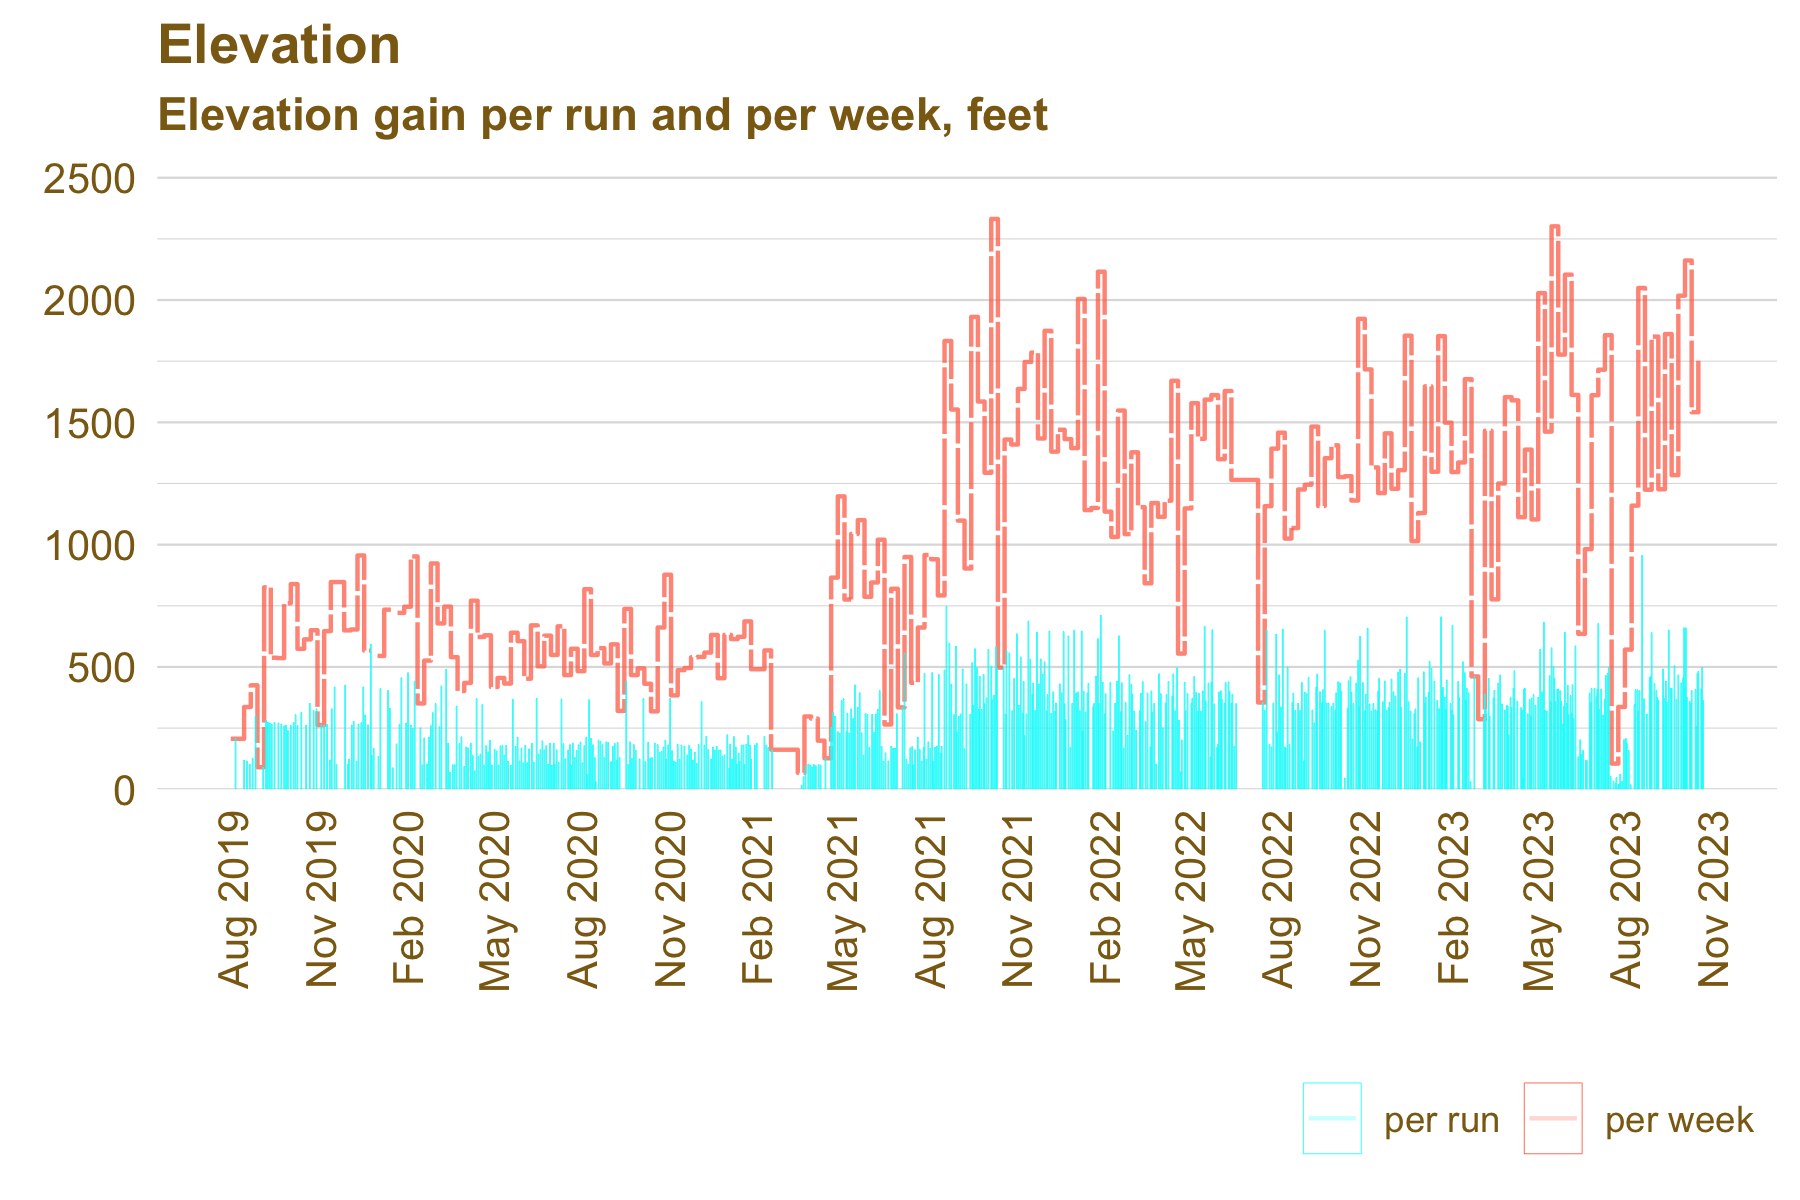 Elevation
Elevation gain per run and per week, feet
2500
2000
1500
1000
500
0
Aug 2019
Nov 2019
Feb 2020
May 2020
Aug 2020
Nov 2020
Feb 2021
May 2021
Aug 2021
Nov 2021
Feb 2022
May 2022
Aug 2022
Nov 2022
Feb 2023
May 2023
Aug 2023
Nov 2023
per run
per week